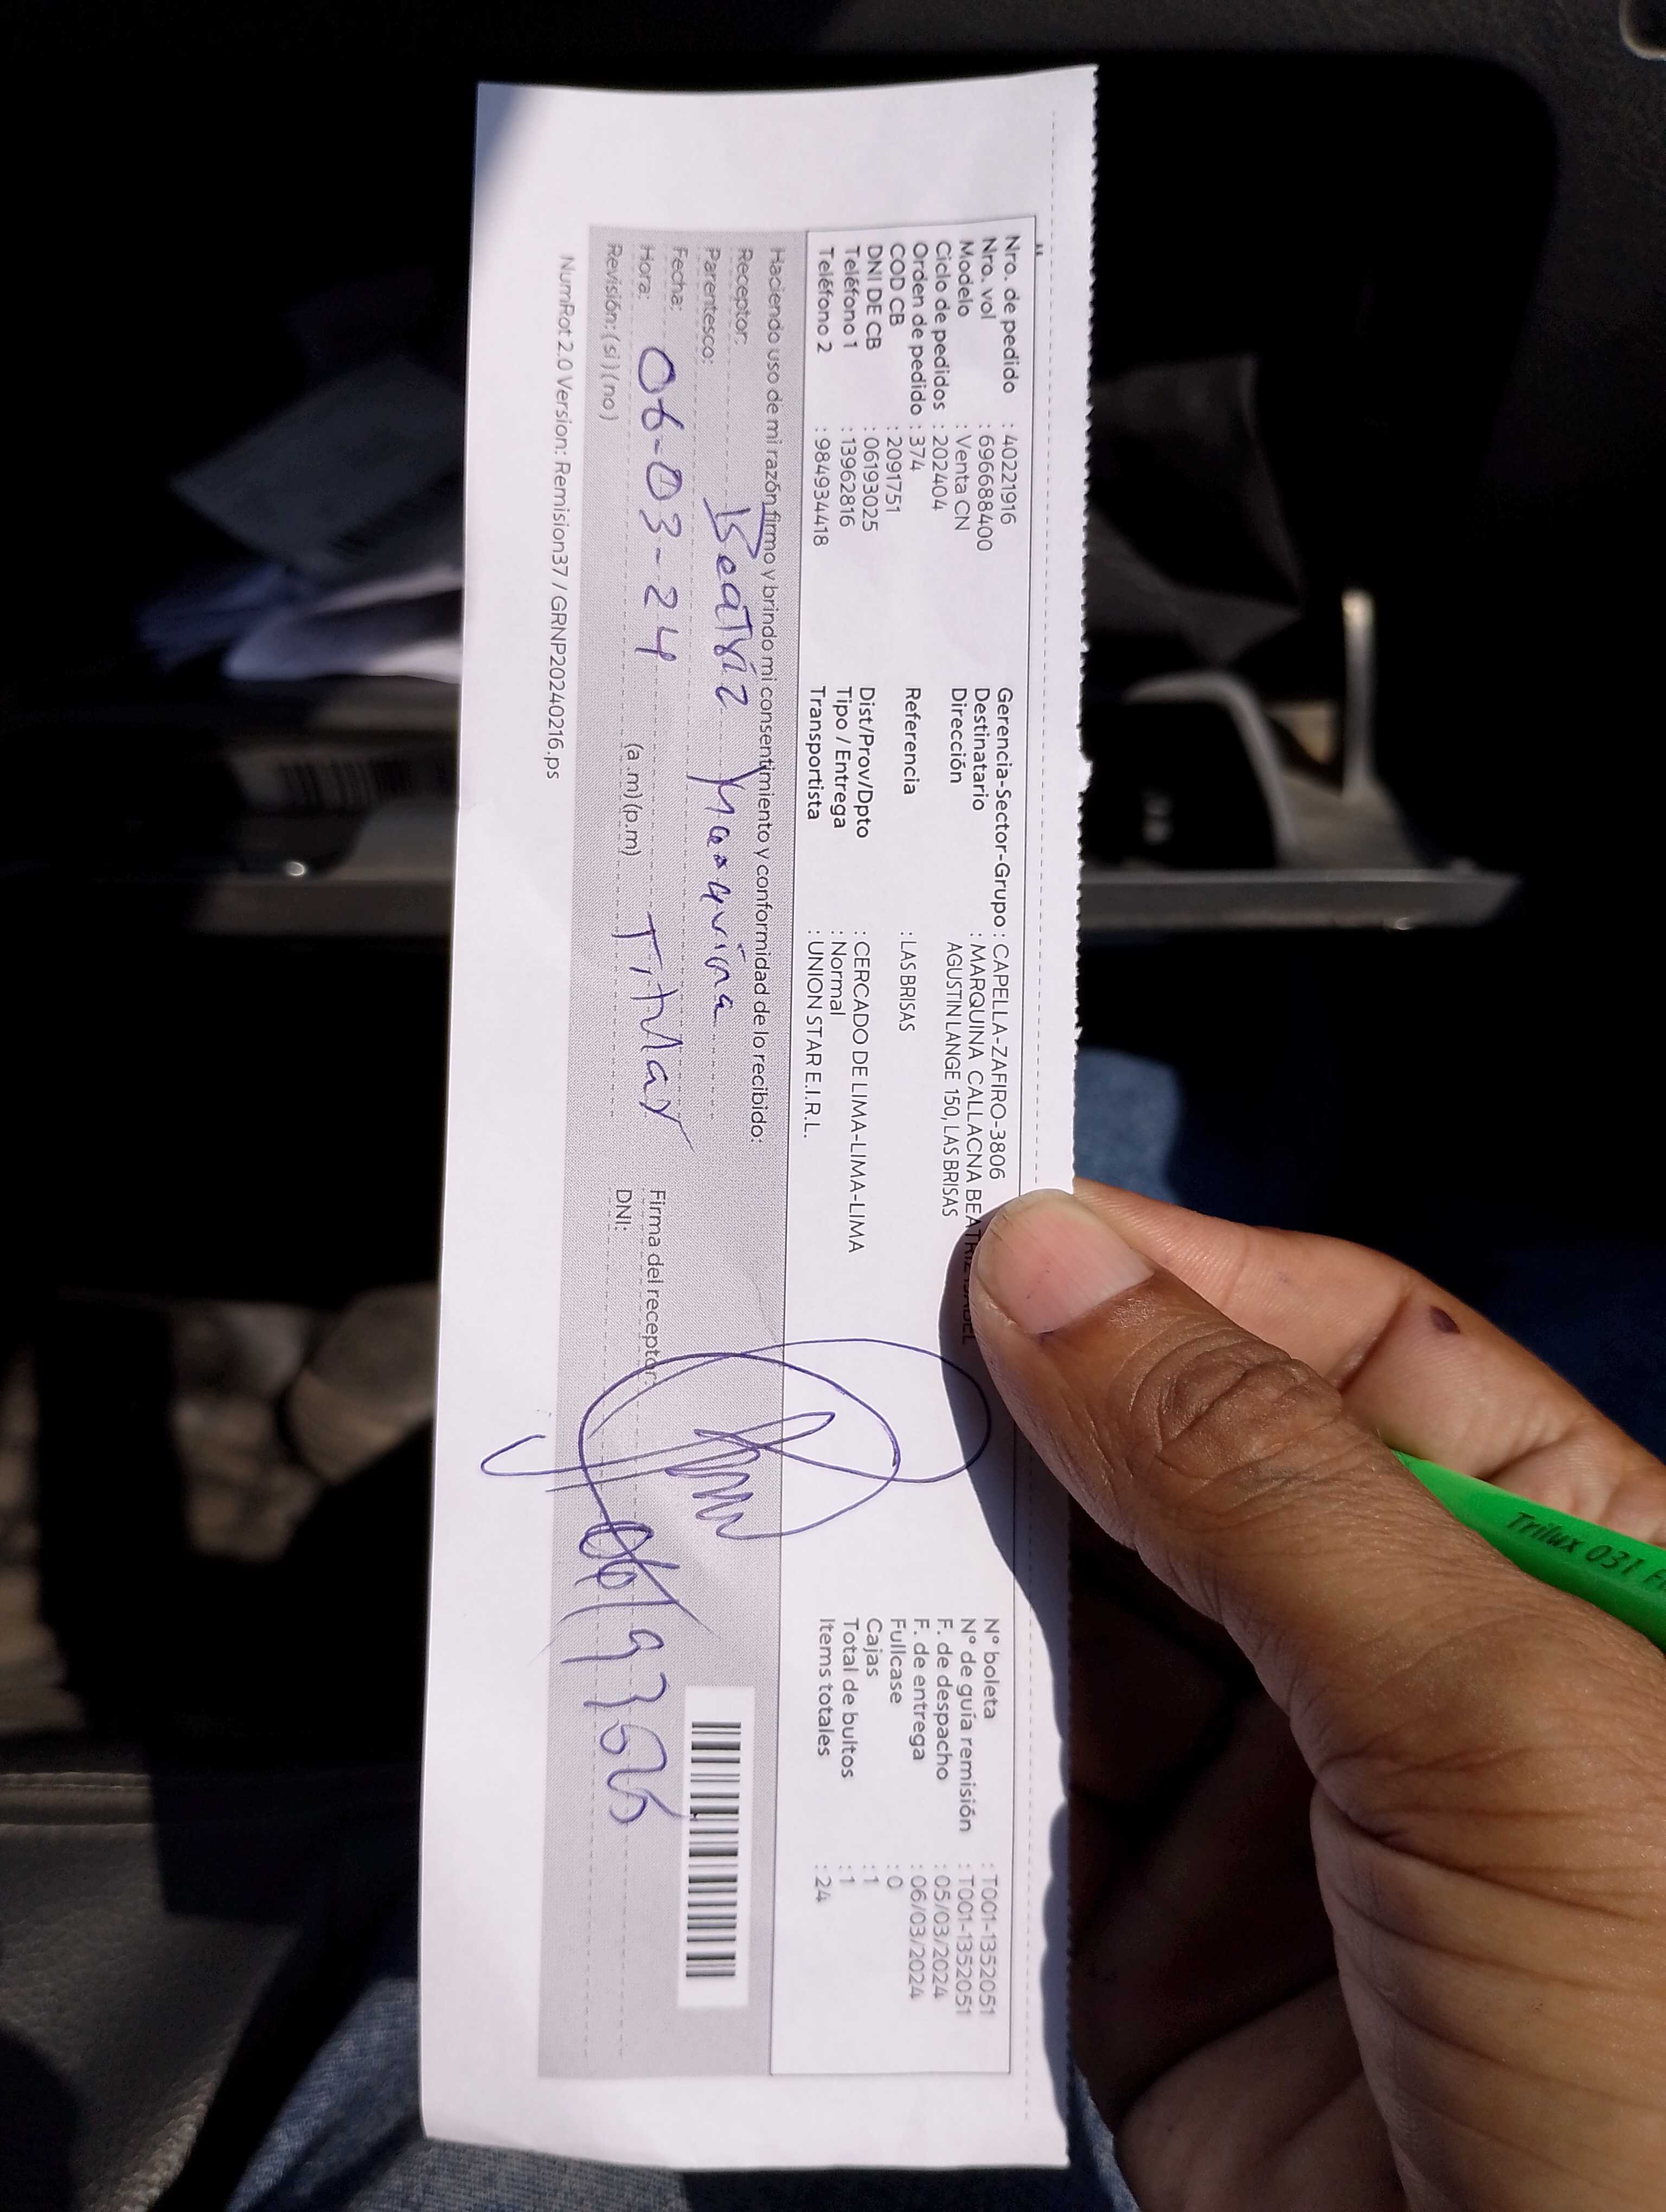 Nro. de pedido : 40221916
Nro. vol : 696688400
Modelo : Venta CN
Ciclo de pedidos : 202404
Orden de pedido : 374
COD CB : 2091751
DNI DE CB : 06193025
Teléfono 1 : 13962816
Teléfono 2 : 984934418
Gerencia-Sector-Grupo : CAPELLA-ZAFIRO-3806
Destinatario : MARQUINA CALLACNA BEATRIZ ISABEL
Dirección AGUSTIN LANGE 150, LAS BRISAS
Referencia : LAS BRISAS
Dist/Prov/Dpto : CERCADO DE LIMA-LIMA-LIMA
Tipo / Entrega : Normal
Transportista : UNION STAR E.I.R.L.
N° boleta : T001-1352051
N° de guía remisión : T001-1352051
F. de despacho : 05/03/2024
F. de entrega : 06/03/2024
Fullcase : 0
Cajas : 1
Total de bultos : 1
Items totales : 24
Haciendo uso de mi razón firmo y brindo mi consentimiento y conformidad de lo recibido:
Receptor: Beatriz Marquina
Parentesco:
Fecha: 06-03-24 Titular
Hora: (a.m) (p.m)
Revisión: (si) (no)
Firma del receptor:
DNI:
NumRot 2.0 Version: Remision37 / GRNP20240216.ps
Trilux 031